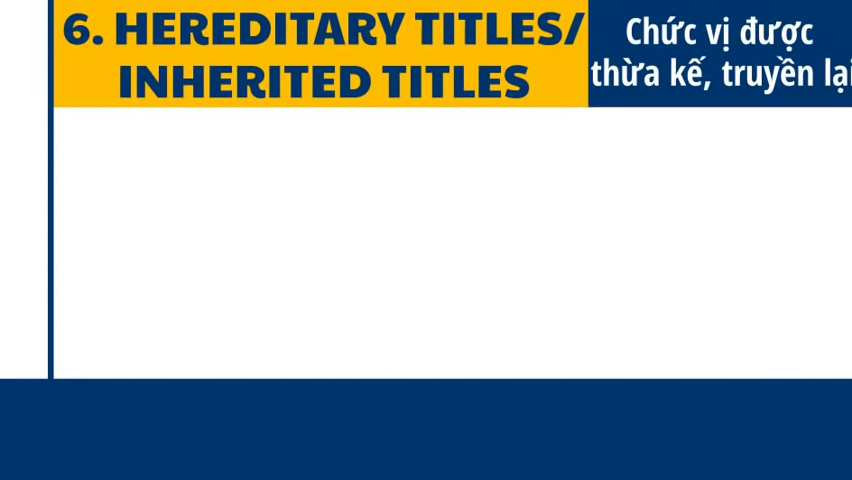 6. HEREDITARY TITLES/
INHERITED TITLES
Chức vị được
thừa kế, truyền lại